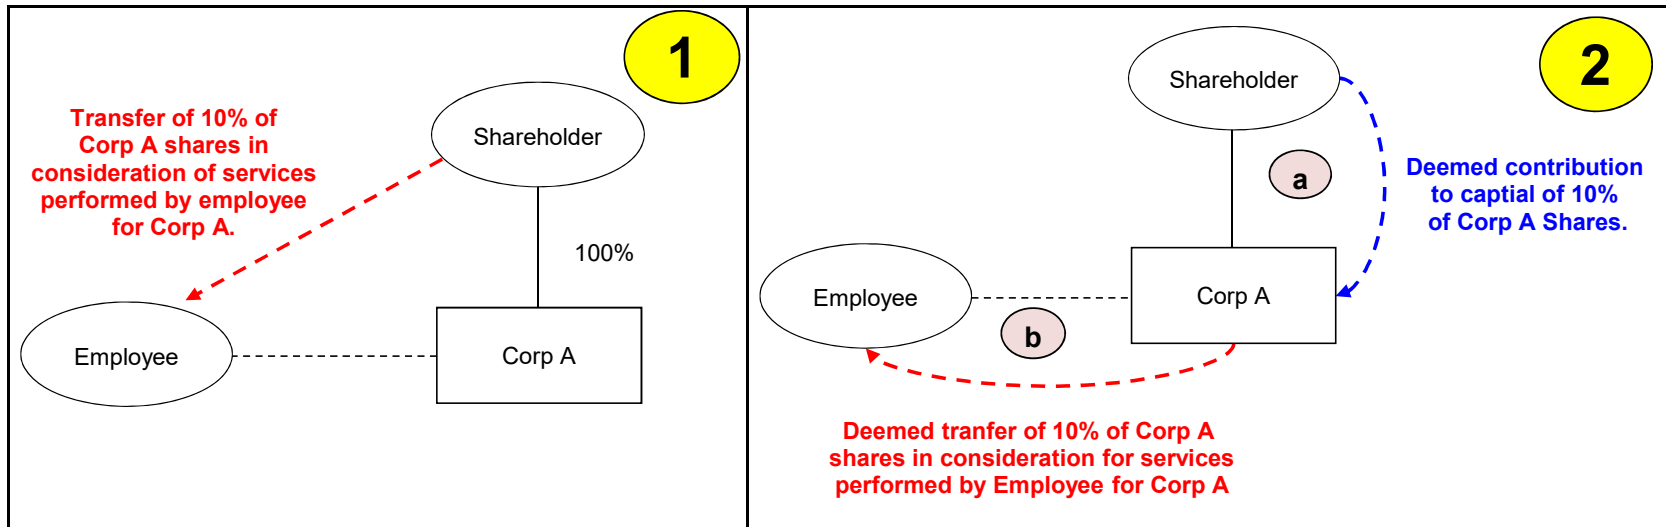 1
Transfer of 10% of
Corp A shares in
consideration of services
performed by employee
for Corp A.
Shareholder
100%
Employee
Corp A
2
Shareholder
a
Deemed contribution
to captial of 10%
of Corp A Shares.
Employee
Corp A
b
Deemed tranfer of 10% of Corp A
shares in consideration for services
performed by Employee for Corp A